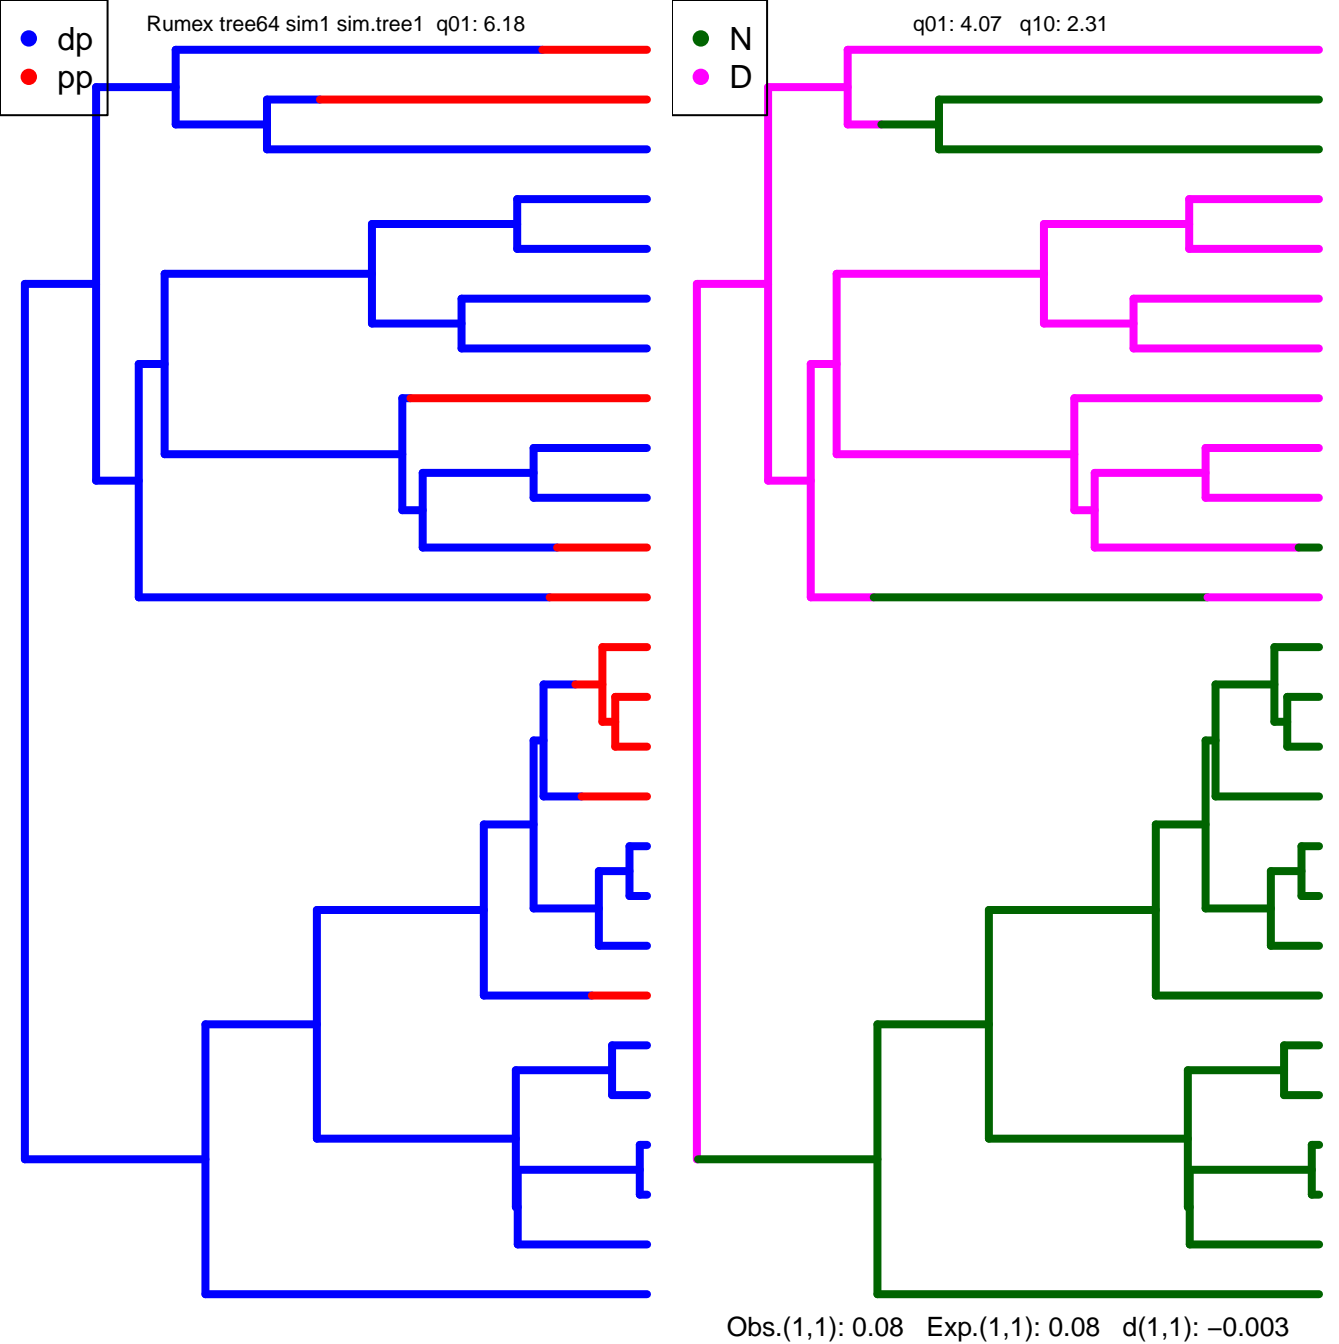 Rumex tree64 sim1 sim.tree1 q01: 6.18
q01: 4.07 q10: 2.31
dp
pp
N
D
Obs.(1,1): 0.08 Exp.(1,1): 0.08 d(1,1): −0.003